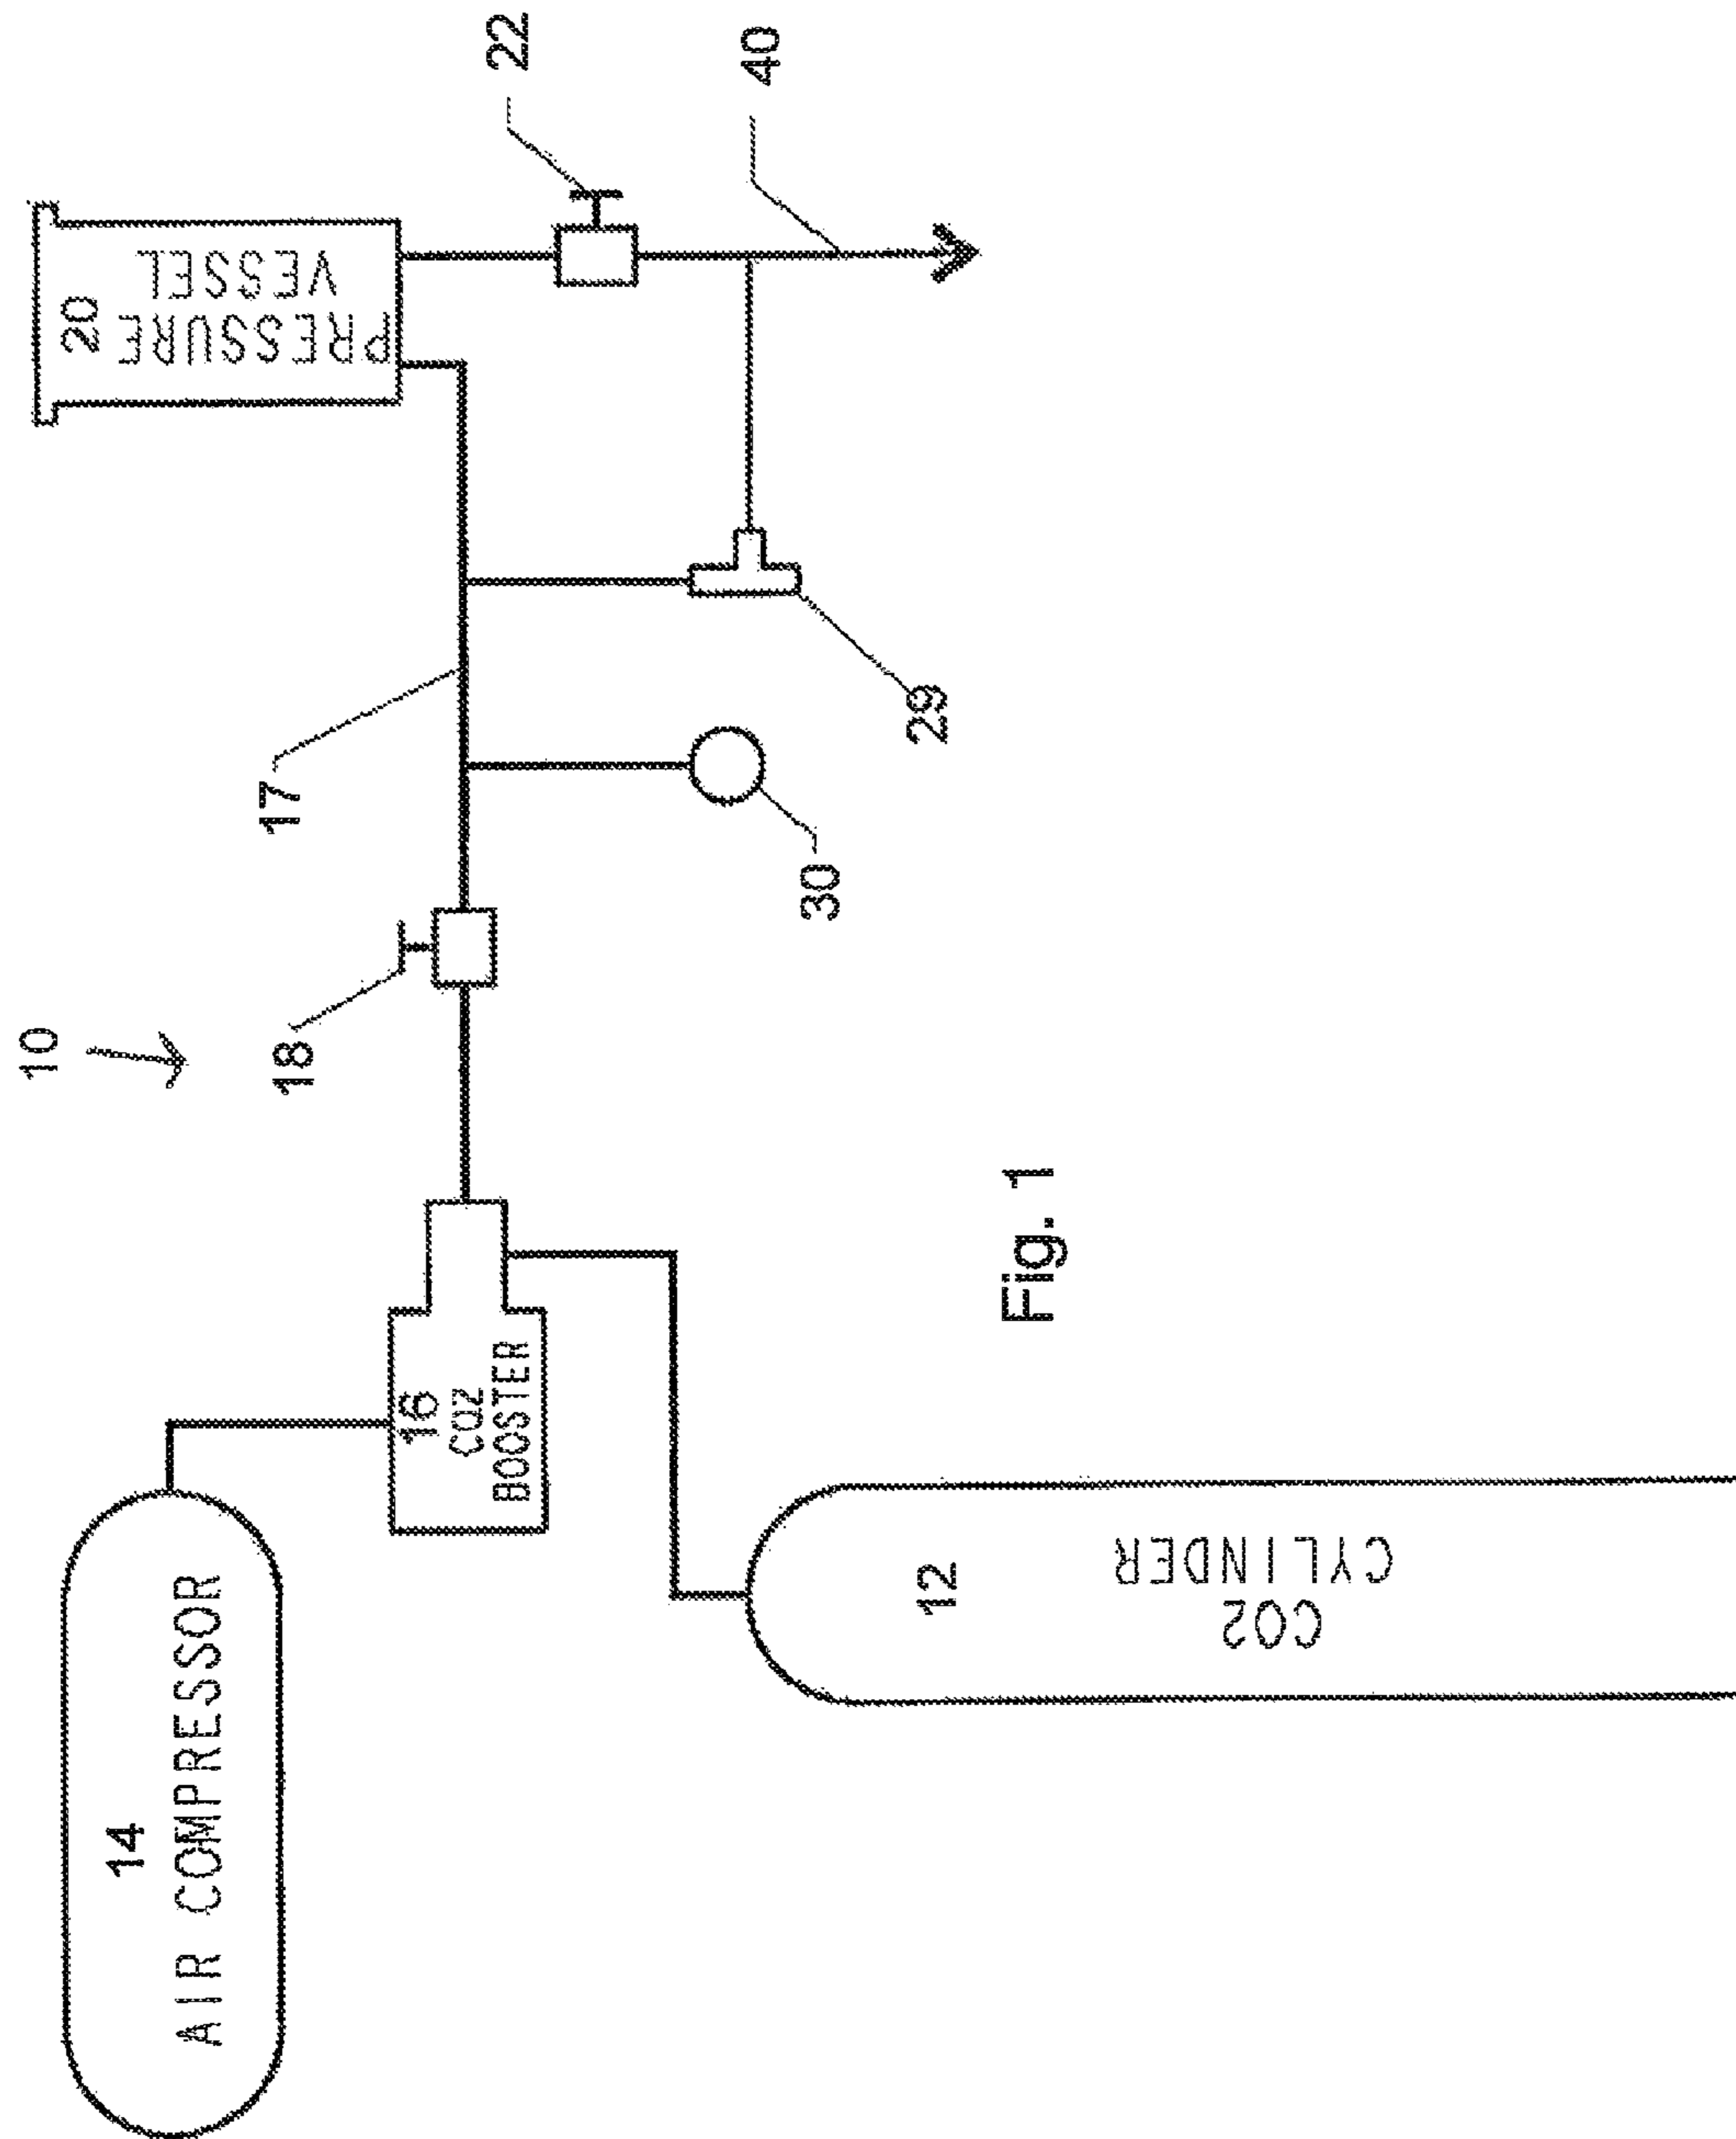 10
14
AIR COMPRESSOR
16
CO2
BOOSTER
18
17
20
PRESSURE
VESSEL
22
40
29
30
12
CO2
CYLINDER
Fig. 1